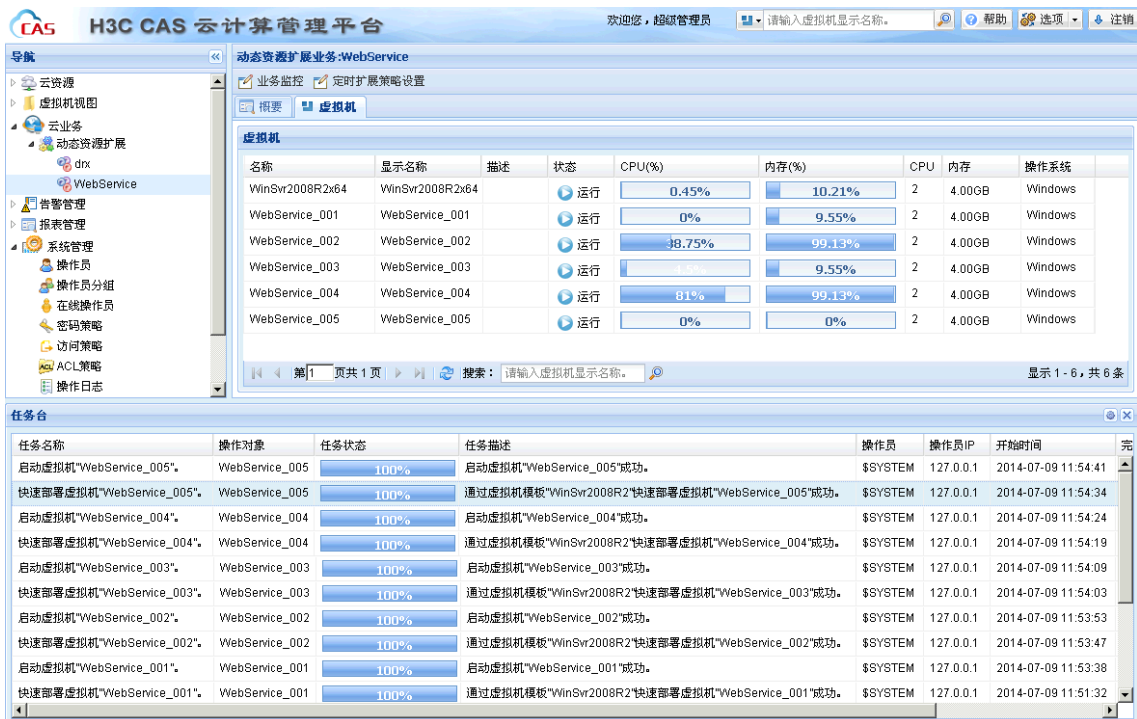 CAS H3C CAS 云计算管理平台 欢迎您，超级管理员 请输入虚拟机显示名称。 帮助 选项 注销
导航
云资源
虚拟机视图
云业务
动态资源扩展
drx
WebService
告警管理
报表管理
系统管理
操作员
操作员分组
在线操作员
密码策略
访问策略
ACL ACL策略
操作日志
动态资源扩展业务:WebService
业务监控 定时扩展策略设置
概要 虚拟机
虚拟机
名称 显示名称 描述 状态 CPU(%) 内存(%) CPU 内存 操作系统
WinSvr2008R2x64 WinSvr2008R2x64 运行 0.45% 10.21% 2 4.00GB Windows
WebService_001 WebService_001 运行 0% 9.55% 2 4.00GB Windows
WebService_002 WebService_002 运行 38.75% 99.13% 2 4.00GB Windows
WebService_003 WebService_003 运行 4.5% 9.55% 2 4.00GB Windows
WebService_004 WebService_004 运行 81% 99.13% 2 4.00GB Windows
WebService_005 WebService_005 运行 0% 0% 2 4.00GB Windows
第 1 页共 1 页 搜索： 请输入虚拟机显示名称。 显示 1 - 6，共 6 条
任务台
任务名称 操作对象 任务状态 任务描述 操作员 操作员IP 开始时间 完
启动虚拟机"WebService_005"。 WebService_005 100% 启动虚拟机"WebService_005"成功。 $SYSTEM 127.0.0.1 2014-07-09 11:54:41
快速部署虚拟机"WebService_005"。 WebService_005 100% 通过虚拟机模板"WinSvr2008R2"快速部署虚拟机"WebService_005"成功。 $SYSTEM 127.0.0.1 2014-07-09 11:54:34
启动虚拟机"WebService_004"。 WebService_004 100% 启动虚拟机"WebService_004"成功。 $SYSTEM 127.0.0.1 2014-07-09 11:54:24
快速部署虚拟机"WebService_004"。 WebService_004 100% 通过虚拟机模板"WinSvr2008R2"快速部署虚拟机"WebService_004"成功。 $SYSTEM 127.0.0.1 2014-07-09 11:54:19
启动虚拟机"WebService_003"。 WebService_003 100% 启动虚拟机"WebService_003"成功。 $SYSTEM 127.0.0.1 2014-07-09 11:54:09
快速部署虚拟机"WebService_003"。 WebService_003 100% 通过虚拟机模板"WinSvr2008R2"快速部署虚拟机"WebService_003"成功。 $SYSTEM 127.0.0.1 2014-07-09 11:54:03
启动虚拟机"WebService_002"。 WebService_002 100% 启动虚拟机"WebService_002"成功。 $SYSTEM 127.0.0.1 2014-07-09 11:53:53
快速部署虚拟机"WebService_002"。 WebService_002 100% 通过虚拟机模板"WinSvr2008R2"快速部署虚拟机"WebService_002"成功。 $SYSTEM 127.0.0.1 2014-07-09 11:53:47
启动虚拟机"WebService_001"。 WebService_001 100% 启动虚拟机"WebService_001"成功。 $SYSTEM 127.0.0.1 2014-07-09 11:53:38
快速部署虚拟机"WebService_001"。 WebService_001 100% 通过虚拟机模板"WinSvr2008R2"快速部署虚拟机"WebService_001"成功。 $SYSTEM 127.0.0.1 2014-07-09 11:51:32